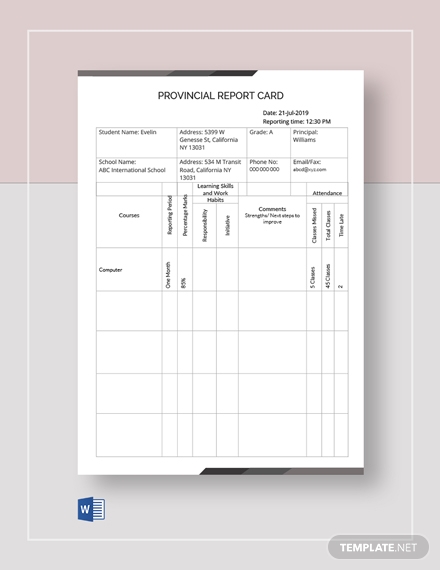 PROVINCIAL REPORT CARD
Date: 21-Jul-2019
Reporting time: 12:30 PM
Student Name: Evelin
Address: 5399 W
Genesse St, California
NY 13031
Grade: A
Principal:
Williams
School Name:
ABC International School
Address: 534 M Transit
Road, California NY
13031
Phone No:
000 000 000
Email/Fax:
abcd@xyz.com
Courses
Reporting Period
Percentage Marks
Learning Skills
and Work
Habits
Responsibility
Initiative
Comments
Strengths/ Next steps to
improve
Attendance
Classes Missed
Total Classes
Time Late
Computer
One Month
85%
5 Classes
45 Classes
2
W
TEMPLATE.NET